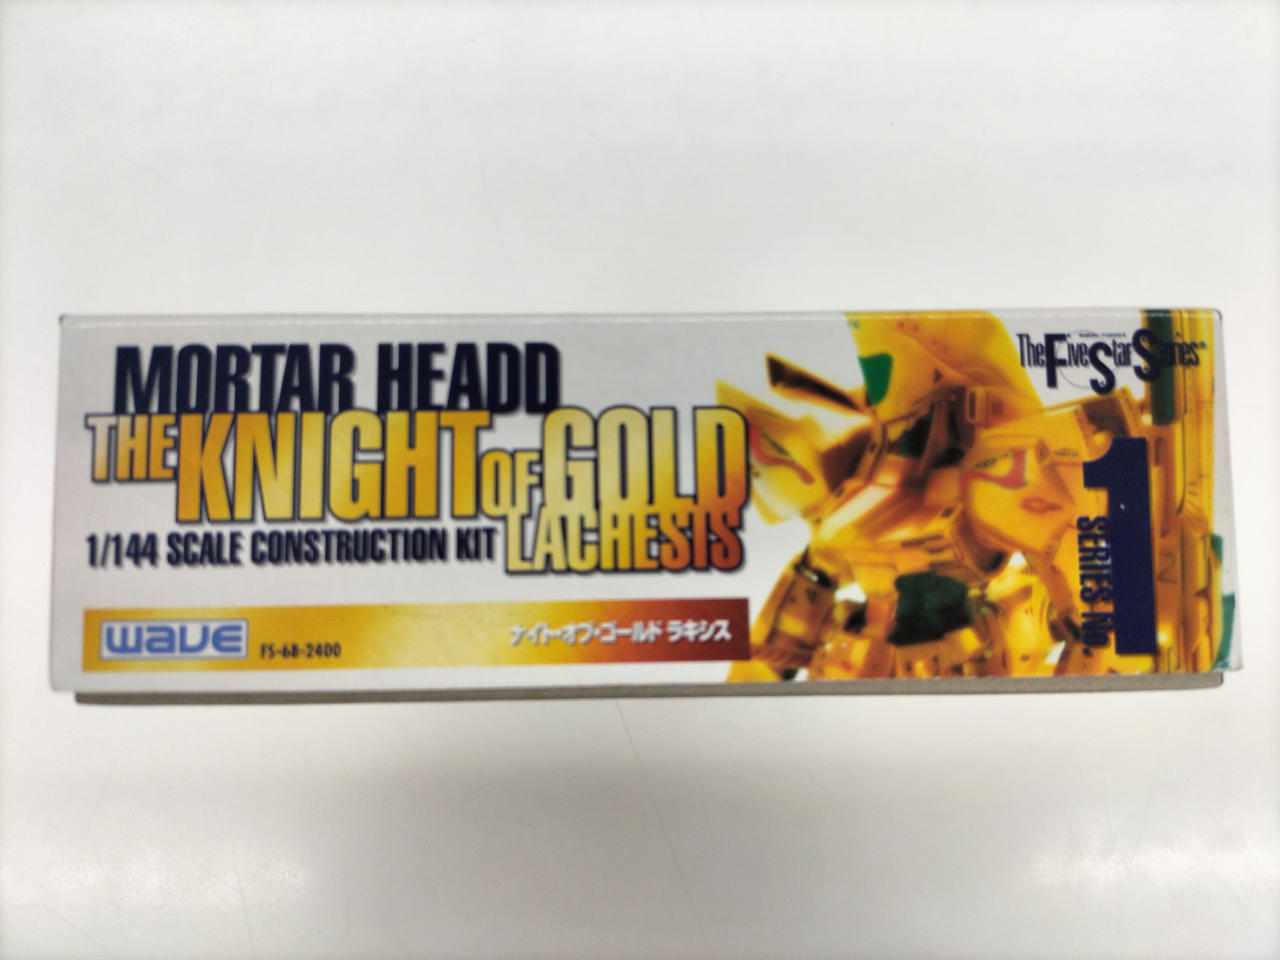 MORTAR HEADD
THE KNIGHT OF GOLD
LACHESIS
1/144 SCALE CONSTRUCTION KIT
wave
FS-68-2400
ナイト・オブ・ゴールド ラキシス
The Five Star Stories®
1
SERIES No.